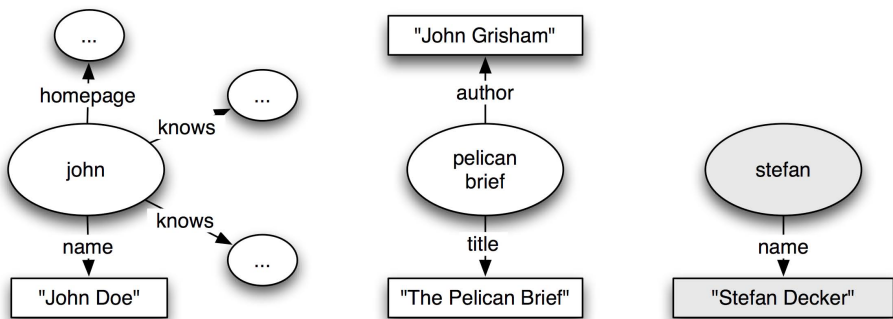 ...
"John Grisham"
homepage
author
...
knows
john
pelican
brief
stefan
knows
name
title
name
...
"John Doe"
"The Pelican Brief"
"Stefan Decker"